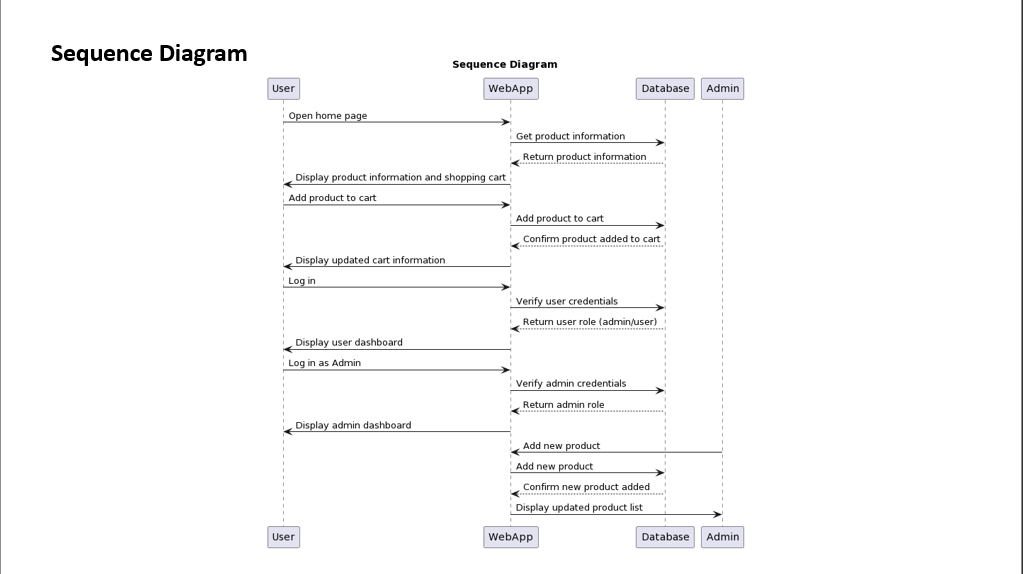 Sequence Diagram
Sequence Diagram
User WebApp Database Admin
Open home page
Get product information
Return product information
Display product information and shopping cart
Add product to cart
Add product to cart
Confirm product added to cart
Display updated cart information
Log in
Verify user credentials
Return user role (admin/user)
Display user dashboard
Log in as Admin
Verify admin credentials
Return admin role
Display admin dashboard
Add new product
Add new product
Confirm new product added
Display updated product list
User WebApp Database Admin